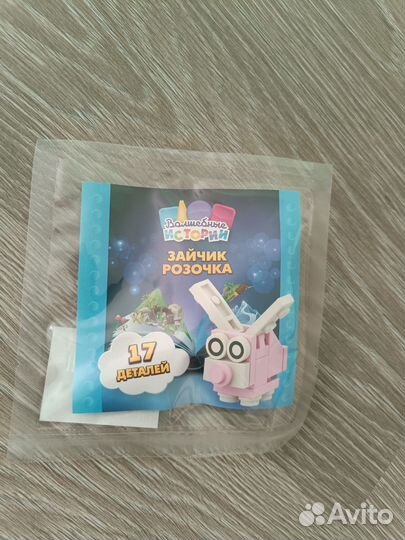 Волшебные
ИСТОРИИ
ЗАЙЧИК
РОЗОЧКА
17
ДЕТАЛЕЙ
Avito